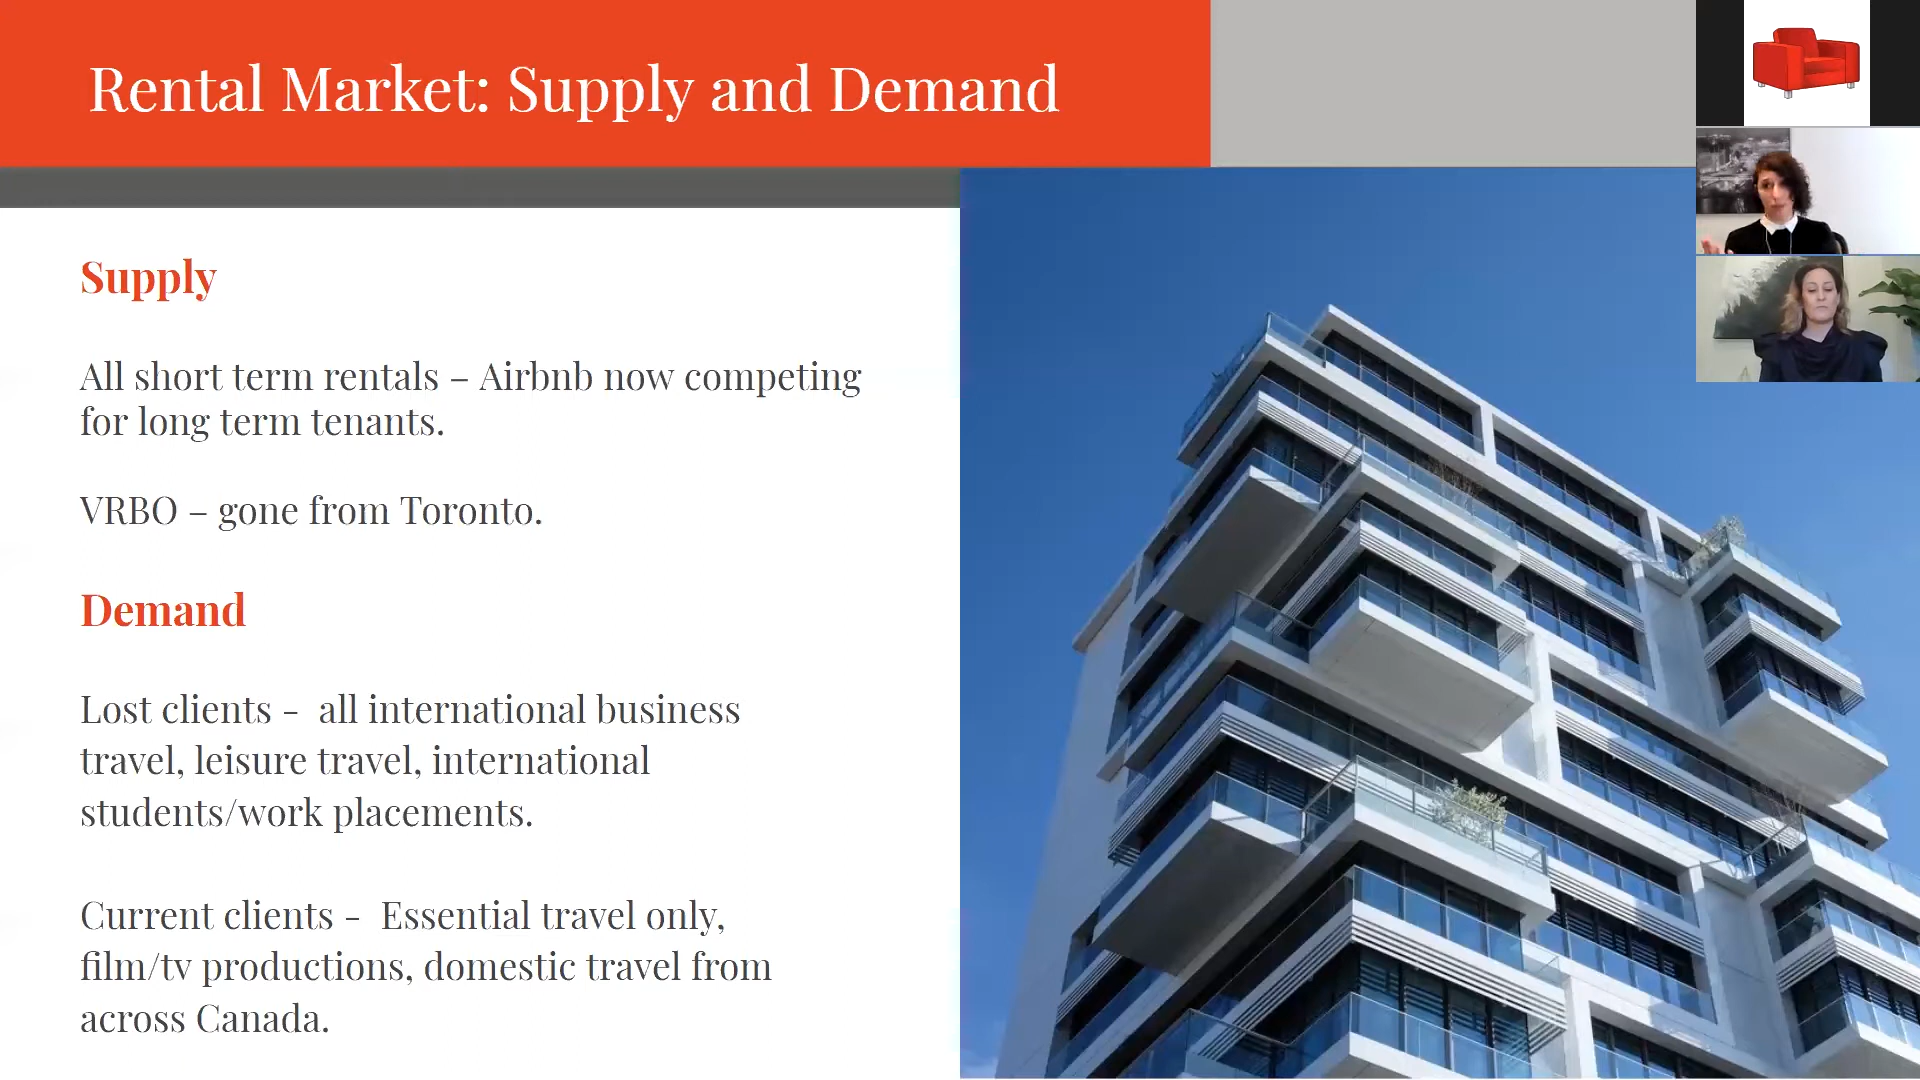 Rental Market: Supply and Demand
Supply
All short term rentals – Airbnb now competing
for long term tenants.
VRBO – gone from Toronto.
Demand
Lost clients -  all international business
travel, leisure travel, international
students/work placements.
Current clients -  Essential travel only,
film/tv productions, domestic travel from
across Canada.